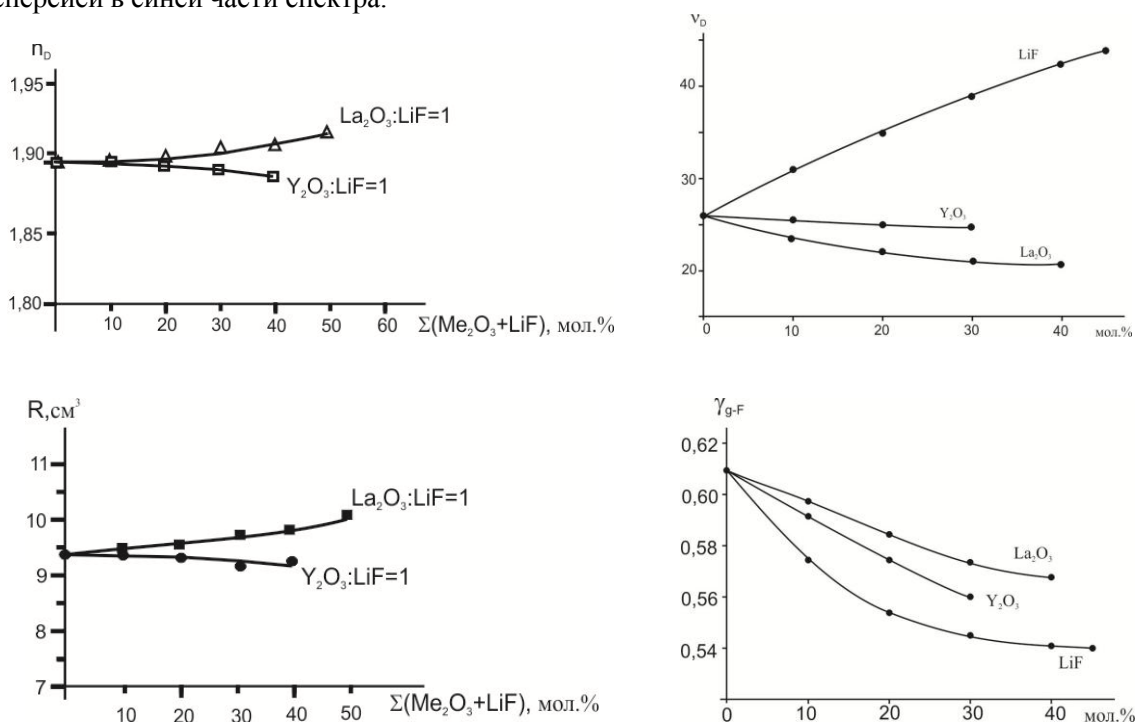 в синей части спектра.
n_D
1,95
1,90
1,85
1,80
La₂O₃:LiF=1
Y₂O₃:LiF=1
10 20 30 40 50 60 Σ(Me₂O₃+LiF), мол.%
ν_D
40
30
20
LiF
Y₂O₃
La₂O₃
0 10 20 30 40 мол.%
R,см³
11
10
9
8
7
La₂O₃:LiF=1
Y₂O₃:LiF=1
10 20 30 40 50 Σ(Me₂O₃+LiF), мол.%
γ_g-F
0,62
0,60
0,58
0,56
0,54
La₂O₃
Y₂O₃
LiF
0 10 20 30 40 мол.%